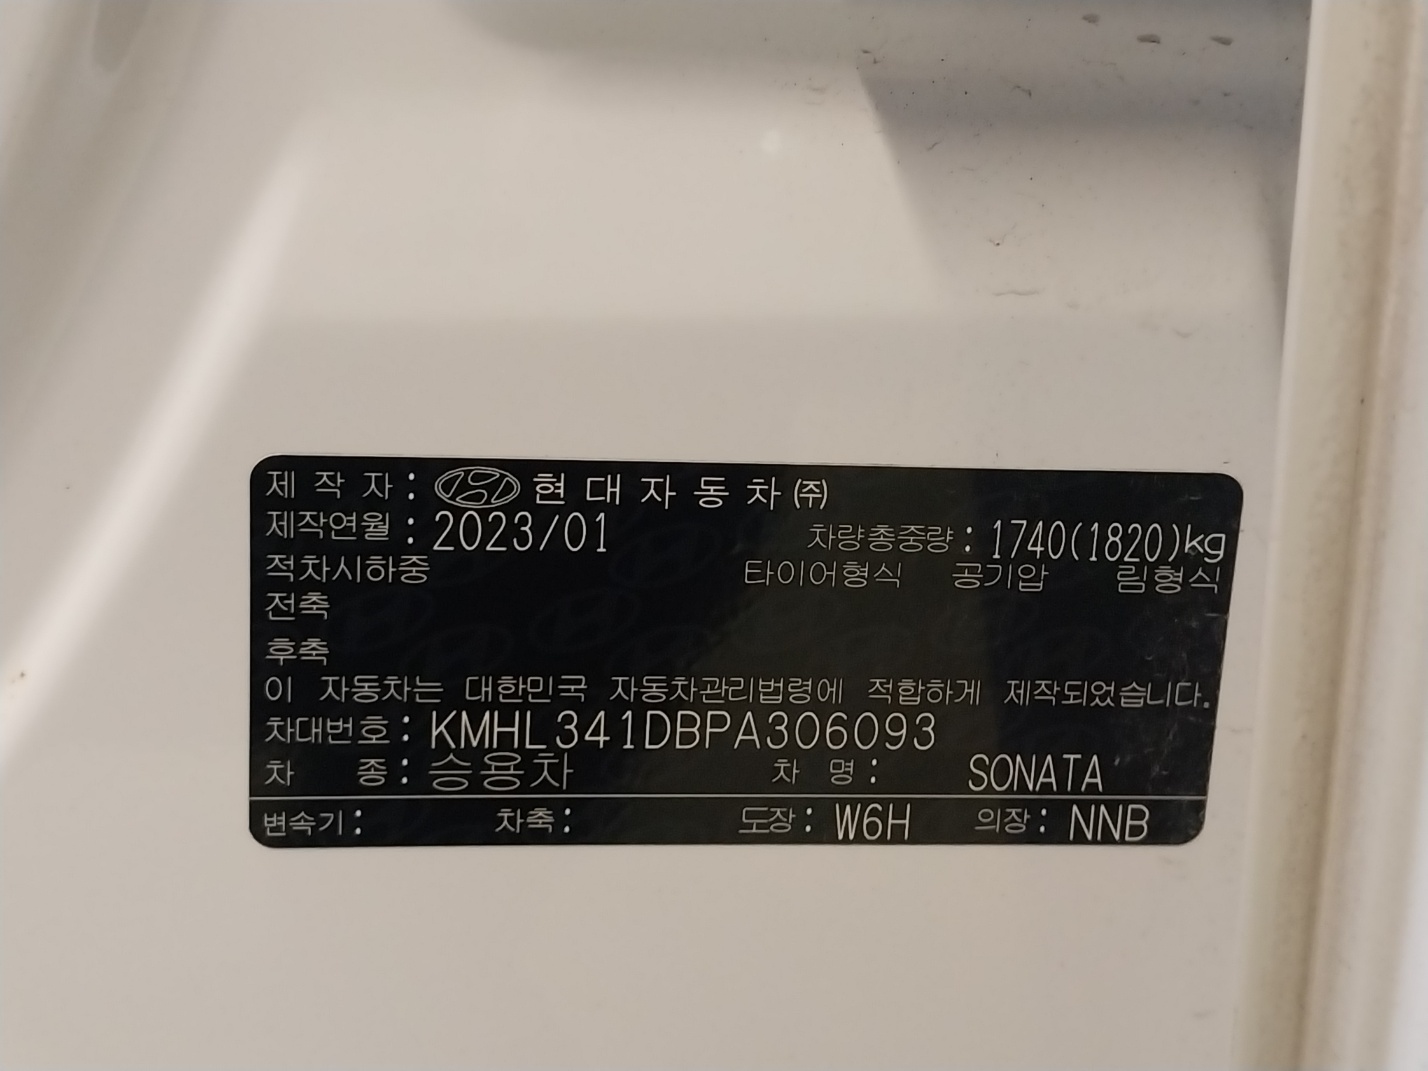 제 작 자 : 현 대 자 동 차 ㈜
제작연월 : 2023/01 차량총중량 : 1740(1820)kg
적차시하중 타이어형식 공기압 림형식
전축
후축
이 자동차는 대한민국 자동차관리법령에 적합하게 제작되었습니다.
차대번호 : KMHL341DBPA306093
차 종 : 승용차 차 명 : SONATA
변속기 : 차축 : 도장 : W6H 의장 : NNB